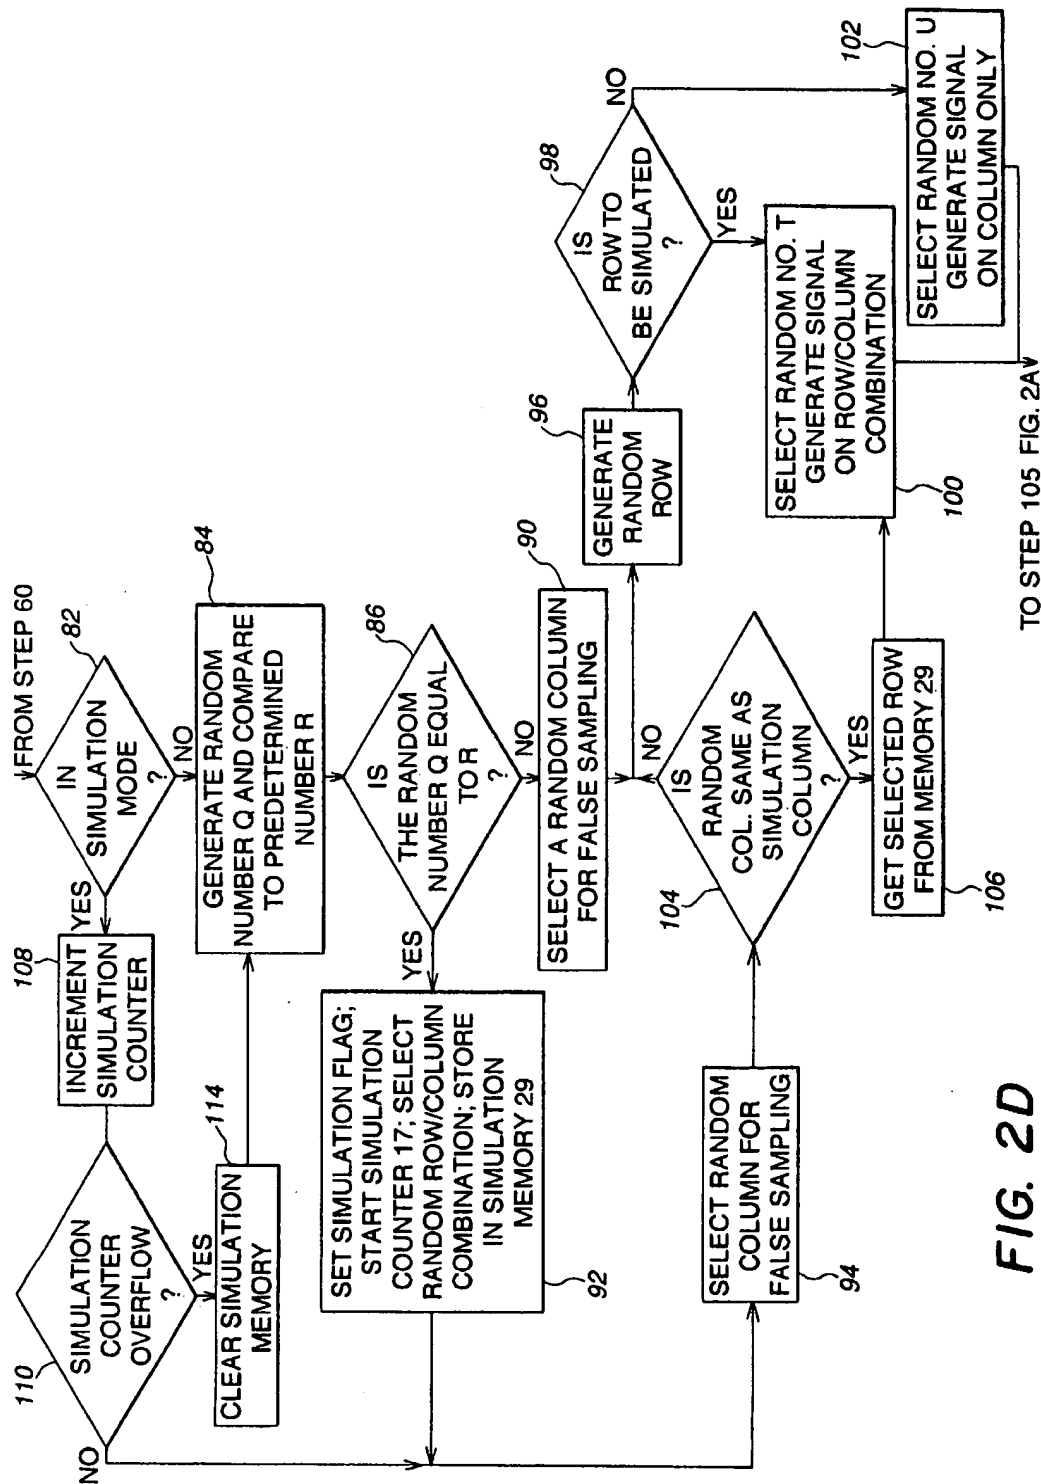 FROM STEP 60
82
IN
SIMULATION
MODE
?
YES
NO
108
INCREMENT
SIMULATION
COUNTER
110
SIMULATION
COUNTER
OVERFLOW
?
NO
YES
114
CLEAR SIMULATION
MEMORY
84
GENERATE RANDOM
NUMBER Q AND COMPARE
TO PREDETERMINED
NUMBER R
86
IS
THE RANDOM
NUMBER Q EQUAL
TO R
?
YES
NO
SET SIMULATION FLAG;
START SIMULATION
COUNTER 17; SELECT
RANDOM ROW/COLUMN
COMBINATION; STORE
IN SIMULATION
MEMORY 29
92
90
SELECT A RANDOM COLUMN
FOR FALSE SAMPLING
96
GENERATE
RANDOM
ROW
98
IS
ROW TO
BE SIMULATED
?
NO
YES
SELECT RANDOM
COLUMN FOR
FALSE SAMPLING
94
NO
IS
RANDOM
COL. SAME AS
SIMULATION
COLUMN
?
104
YES
GET SELECTED ROW
FROM MEMORY 29
106
SELECT RANDOM NO. T
GENERATE SIGNAL
ON ROW/COLUMN
COMBINATION
100
102
SELECT RANDOM NO. U
GENERATE SIGNAL
ON COLUMN ONLY
TO STEP 105 FIG. 2A
FIG. 2D